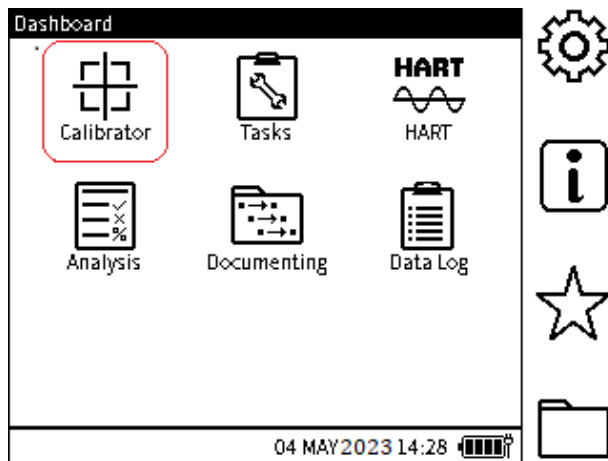 Dashboard
HART
Calibrator Tasks HART
Analysis Documenting Data Log
04 MAY 2023 14:28